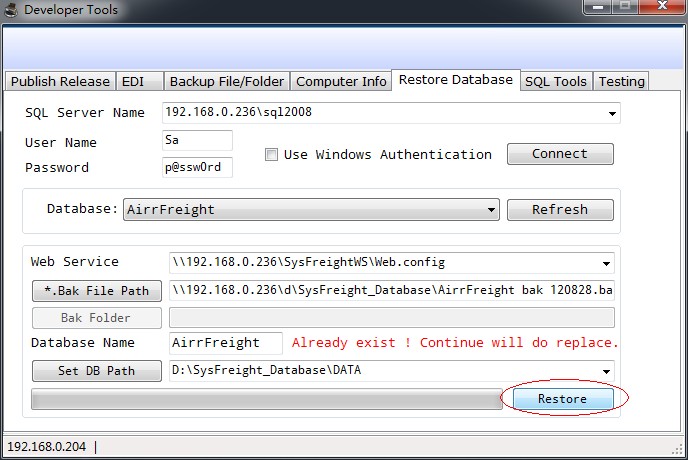 Developer Tools
Publish Release EDI Backup File/Folder Computer Info Restore Database SQL Tools Testing
SQL Server Name 192.168.0.236\sql2008
User Name Sa
Password p@ssw0rd
Use Windows Authentication Connect
Database: AirrFreight Refresh
Web Service \\192.168.0.236\SysFreightWS\Web.config
*.Bak File Path \\192.168.0.236\d\SysFreight_Database\AirrFreight bak 120828.ba
Bak Folder
Database Name AirrFreight Already exist ! Continue will do replace.
Set DB Path D:\SysFreight_Database\DATA
Restore
192.168.0.204 |